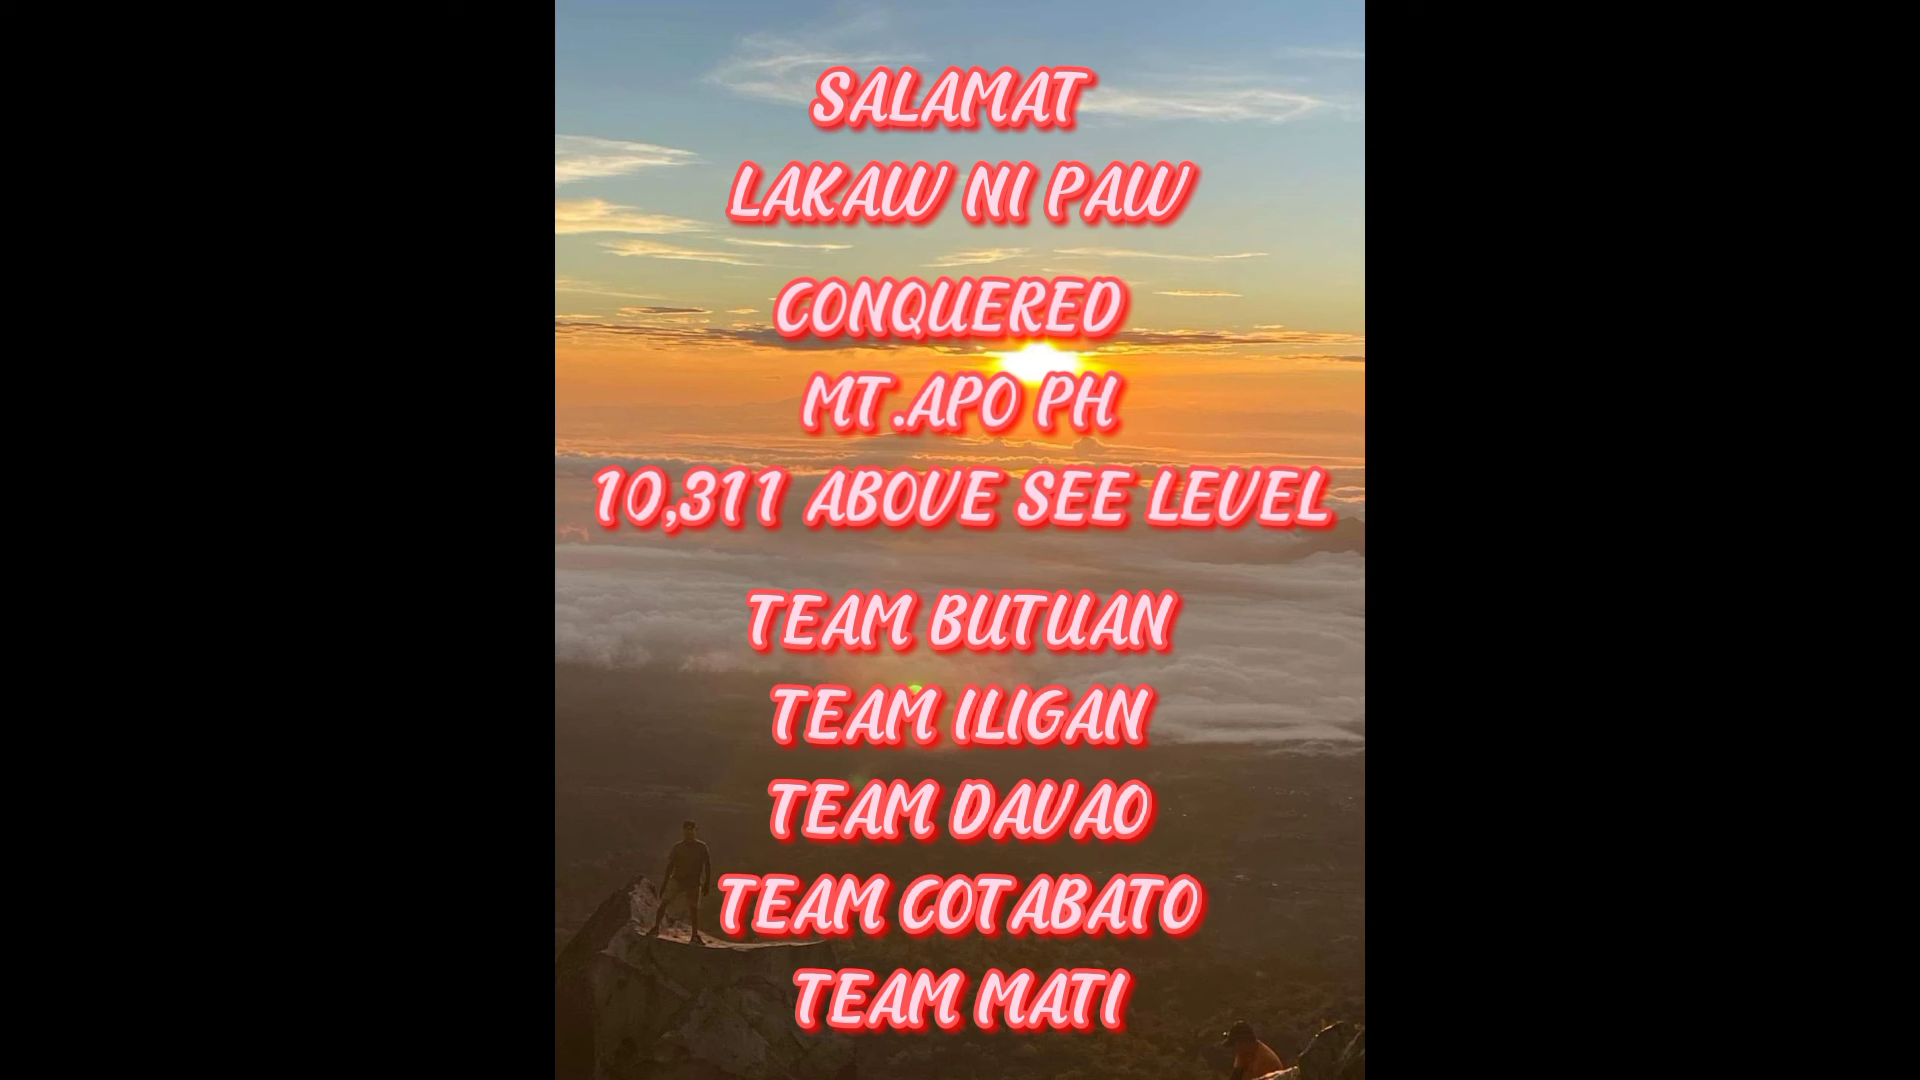 SALAMAT
LAKAW NI PAW
CONQUERED
MT.APO PH
10,311 ABOVE SEE LEVEL
TEAM BUTUAN
TEAM ILIGAN
TEAM DAVAO
TEAM COTABATO
TEAM MATI